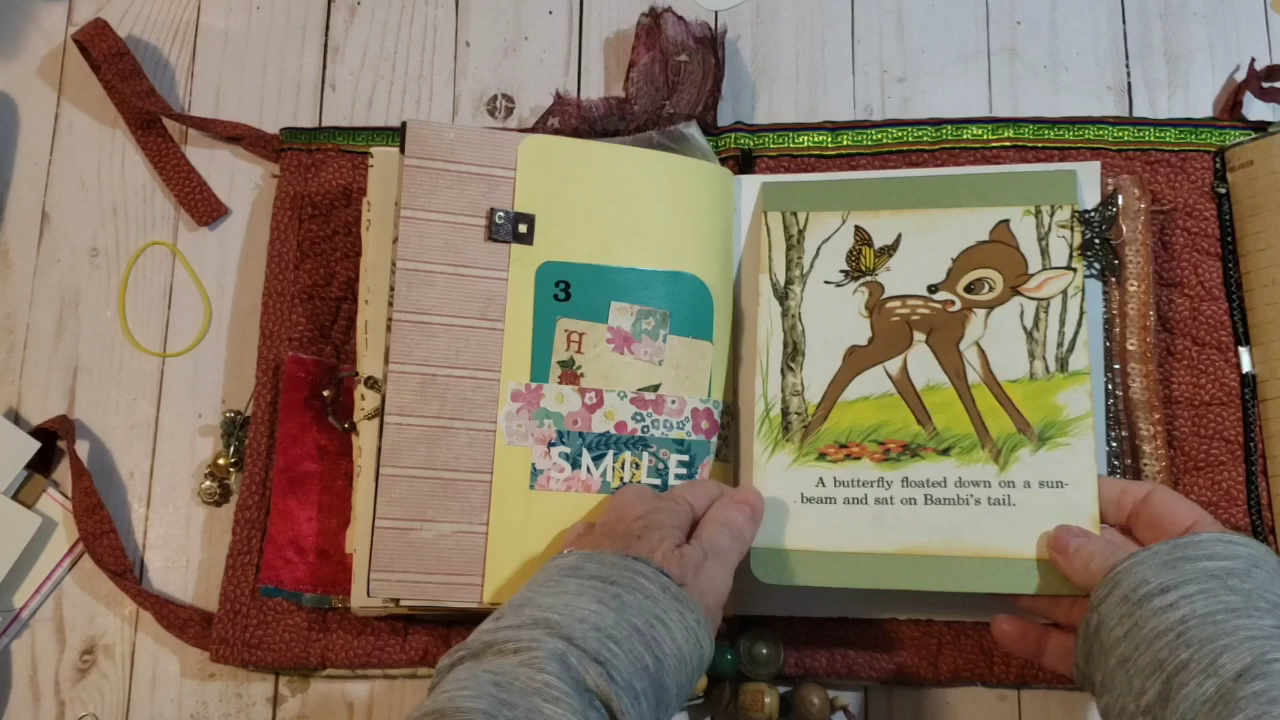 C
3
A
SMILE
A butterfly floated down on a sun-
beam and sat on Bambi's tail.